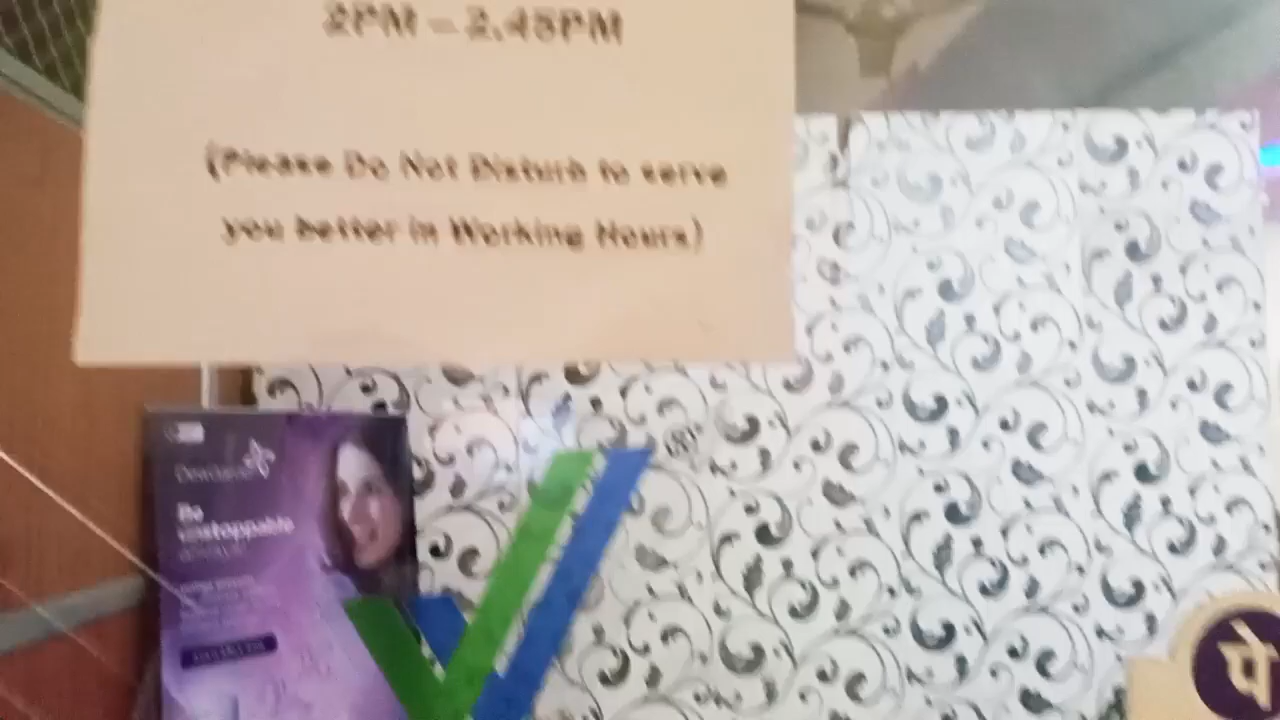 2PM – 2.45PM
(Please Do Not Disturb to serve
you better in Working Hours)
Be
unstoppable
पे